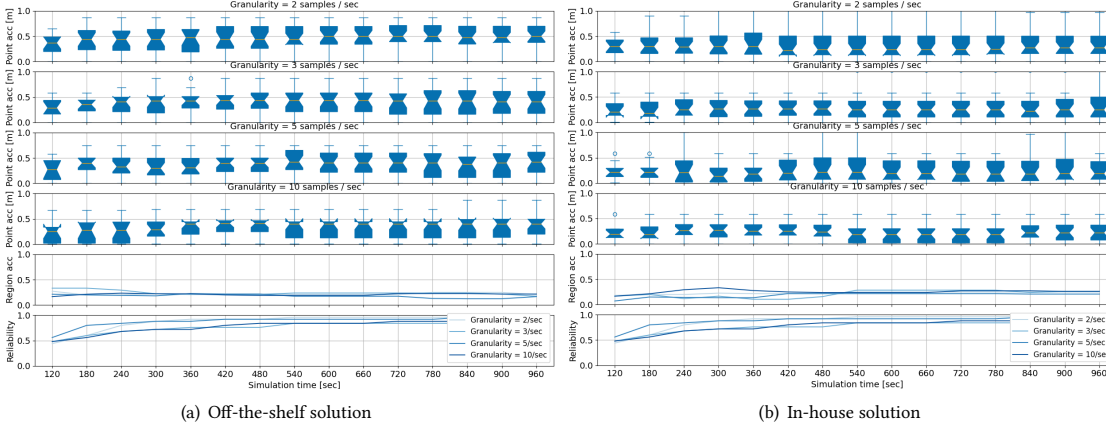 Granularity = 2 samples / sec
Point acc [m]
1.0
0.5
0.0
Granularity = 3 samples / sec
Point acc [m]
1.0
0.5
0.0
Granularity = 5 samples / sec
Point acc [m]
1.0
0.5
0.0
Granularity = 10 samples / sec
Point acc [m]
1.0
0.5
0.0
Region acc
1.0
0.5
0.0
Reliability
1.0
0.5
0.0
Granularity = 2/sec
Granularity = 3/sec
Granularity = 5/sec
Granularity = 10/sec
120 180 240 300 360 420 480 540 600 660 720 780 840 900 960
Simulation time [sec]
(a) Off-the-shelf solution
Granularity = 2 samples / sec
Point acc [m]
1.0
0.5
0.0
Granularity = 3 samples / sec
Point acc [m]
1.0
0.5
0.0
Granularity = 5 samples / sec
Point acc [m]
1.0
0.5
0.0
Granularity = 10 samples / sec
Point acc [m]
1.0
0.5
0.0
Region acc
1.0
0.5
0.0
Reliability
1.0
0.5
0.0
Granularity = 2/sec
Granularity = 3/sec
Granularity = 5/sec
Granularity = 10/sec
120 180 240 300 360 420 480 540 600 660 720 780 840 900 960
Simulation time [sec]
(b) In-house solution